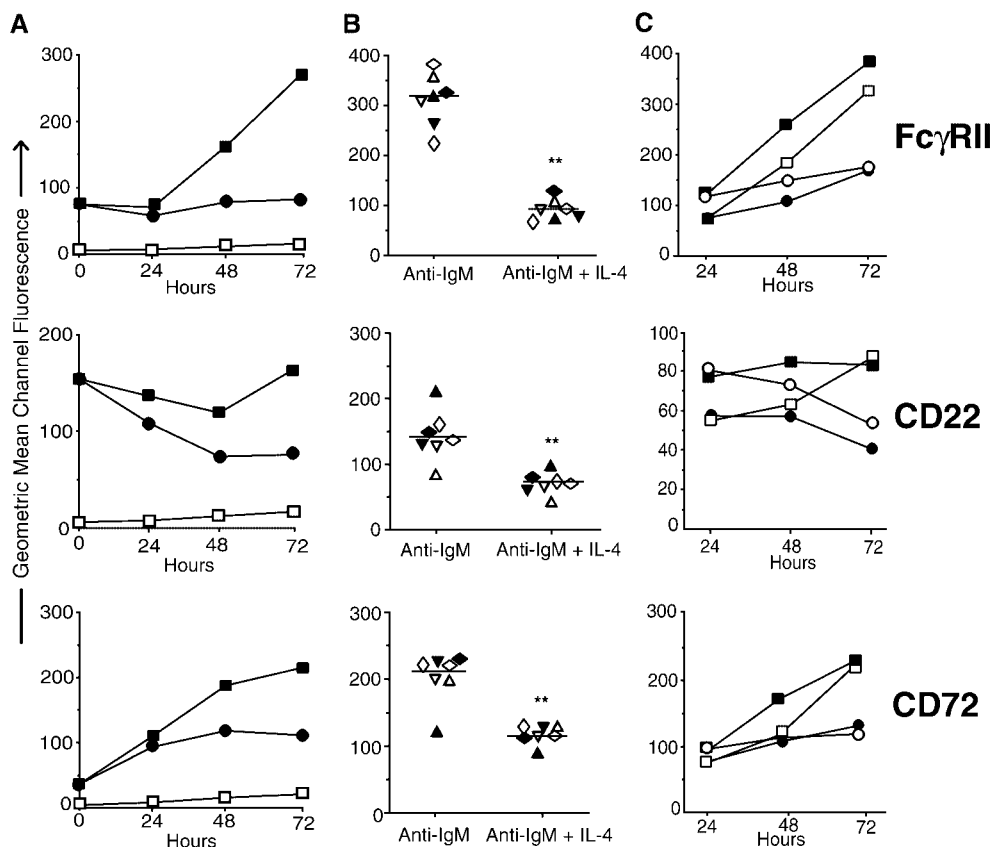 A
B
C
Geometric Mean Channel Fluorescence
300
200
100
0
0 24 48 72
Hours
400
300
200
100
0
**
Anti-IgM Anti-IgM + IL-4
400
300
200
100
0
24 48 72
Hours
FcγRII
200
100
0
0 24 48 72
Hours
300
200
100
0
**
Anti-IgM Anti-IgM + IL-4
100
80
60
40
20
0
24 48 72
Hours
CD22
300
200
100
0
0 24 48 72
Hours
300
200
100
0
**
Anti-IgM Anti-IgM + IL-4
300
200
100
0
24 48 72
Hours
CD72